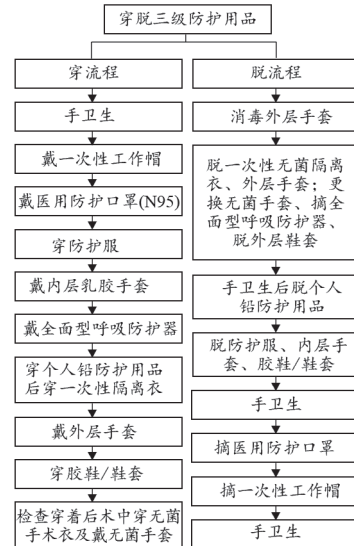 穿脱三级防护用品
穿流程
手卫生
戴一次性工作帽
戴医用防护口罩(N95)
穿防护服
戴内层乳胶手套
戴全面型呼吸防护器
穿个人铅防护用品
后穿一次性隔离衣
戴外层手套
穿胶鞋/鞋套
检查穿着后术中穿无菌
手术衣及戴无菌手套
脱流程
消毒外层手套
脱一次性无菌隔离
衣、外层手套；更
换无菌手套、摘全
面型呼吸防护器、
脱外层鞋套
手卫生后脱个人
铅防护用品
脱防护服、内层手
套、胶鞋/鞋套
手卫生
摘医用防护口罩
摘一次性工作帽
手卫生